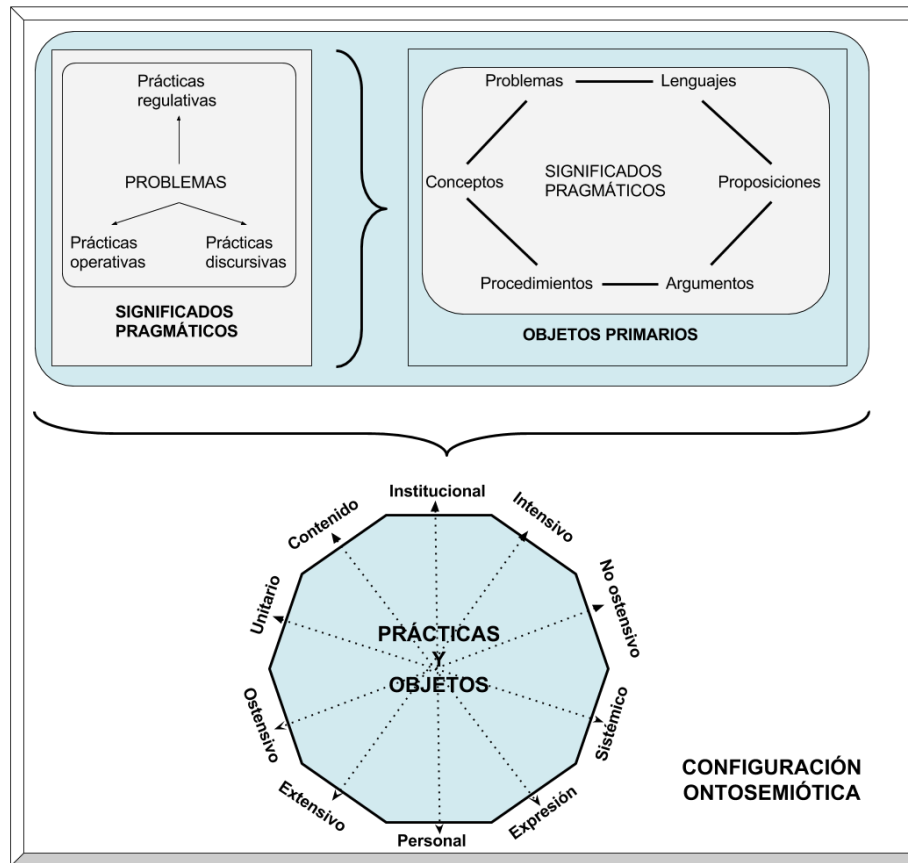 Prácticas
regulativas
PROBLEMAS
Prácticas
operativas
Prácticas
discursivas
SIGNIFICADOS
PRAGMÁTICOS
Problemas
Lenguajes
Conceptos
SIGNIFICADOS
PRAGMÁTICOS
Proposiciones
Procedimientos
Argumentos
OBJETOS PRIMARIOS
Institucional
Contenido
Intensivo
Unitario
No ostensivo
PRÁCTICAS
Y
OBJETOS
Ostensivo
Sistémico
Extensivo
Expresión
Personal
CONFIGURACIÓN
ONTOSEMIÓTICA